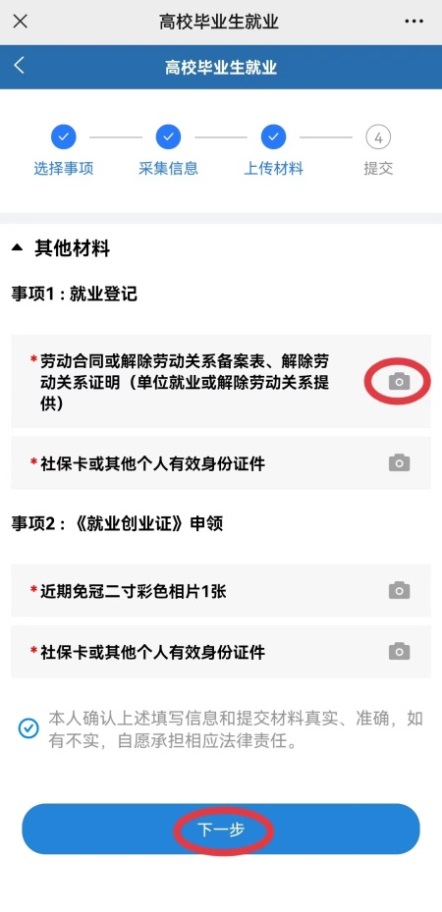 高校毕业生就业
高校毕业生就业
4
选择事项 采集信息 上传材料 提交
其他材料
事项1：就业登记
*劳动合同或解除劳动关系备案表、解除劳
动关系证明（单位就业或解除劳动关系提
供）
*社保卡或其他个人有效身份证件
事项2：《就业创业证》申领
*近期免冠二寸彩色相片1张
*社保卡或其他个人有效身份证件
本人确认上述填写信息和提交材料真实、准确，如
有不实，自愿承担相应法律责任。
下一步